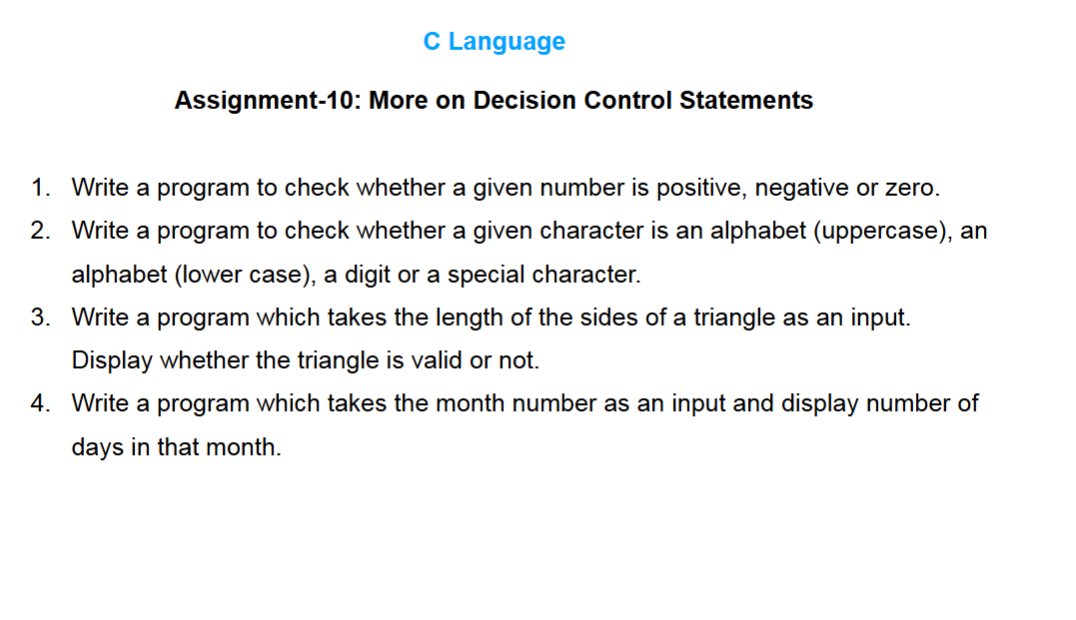 C Language
Assignment-10: More on Decision Control Statements
1. Write a program to check whether a given number is positive, negative or zero.
2. Write a program to check whether a given character is an alphabet (uppercase), an
alphabet (lower case), a digit or a special character.
3. Write a program which takes the length of the sides of a triangle as an input.
Display whether the triangle is valid or not.
4. Write a program which takes the month number as an input and display number of
days in that month.